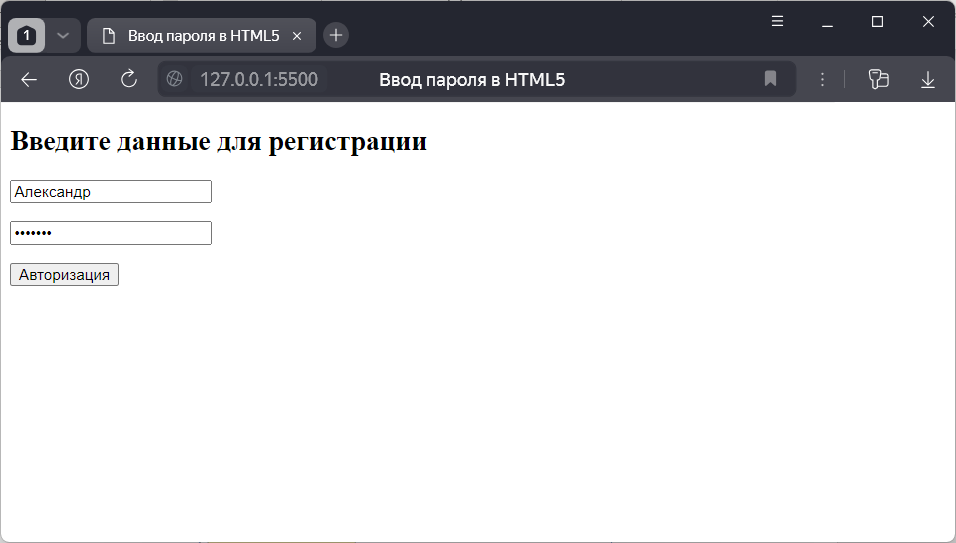 1
Ввод пароля в HTML5
Я
127.0.0.1:5500
Ввод пароля в HTML5
Введите данные для регистрации
Александр
•••••••
Авторизация